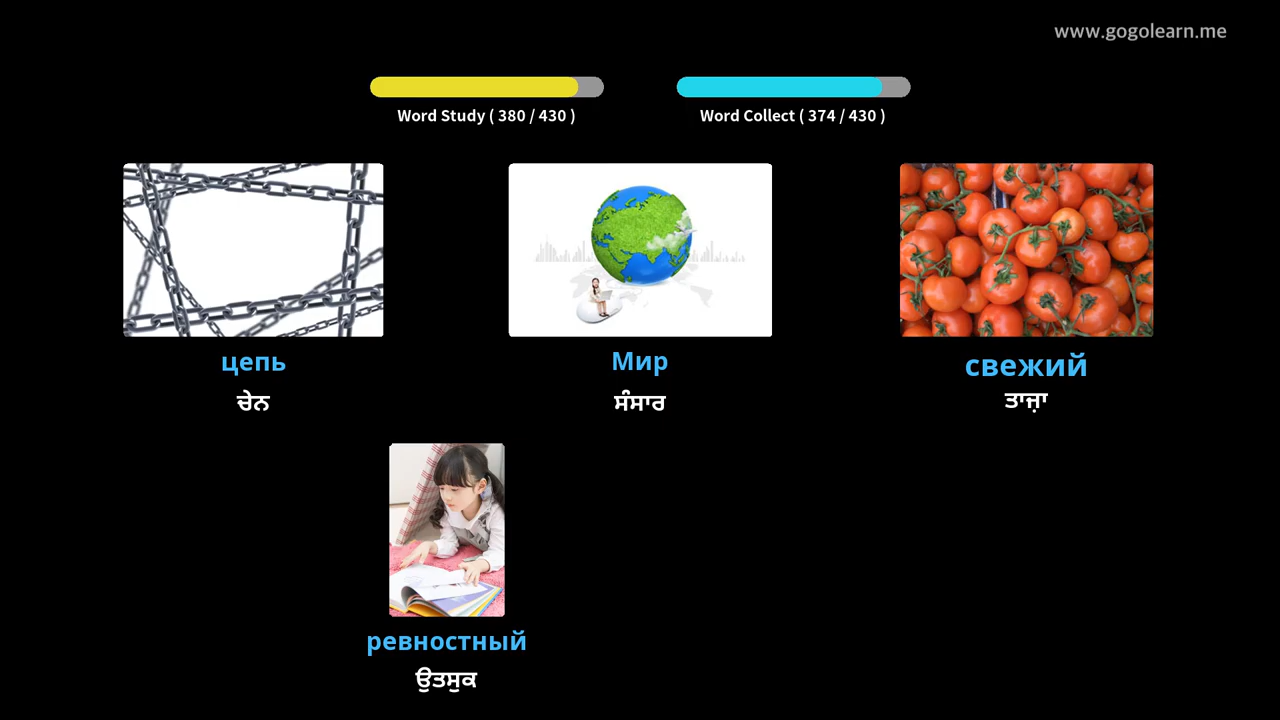 www.gogolearn.me
Word Study ( 380 / 430 )
Word Collect ( 374 / 430 )
цепь
ਚੇਨ
Мир
ਸੰਸਾਰ
свежий
ਤਾਜ਼ਾ
ревностный
ਉਤਸੁਕ